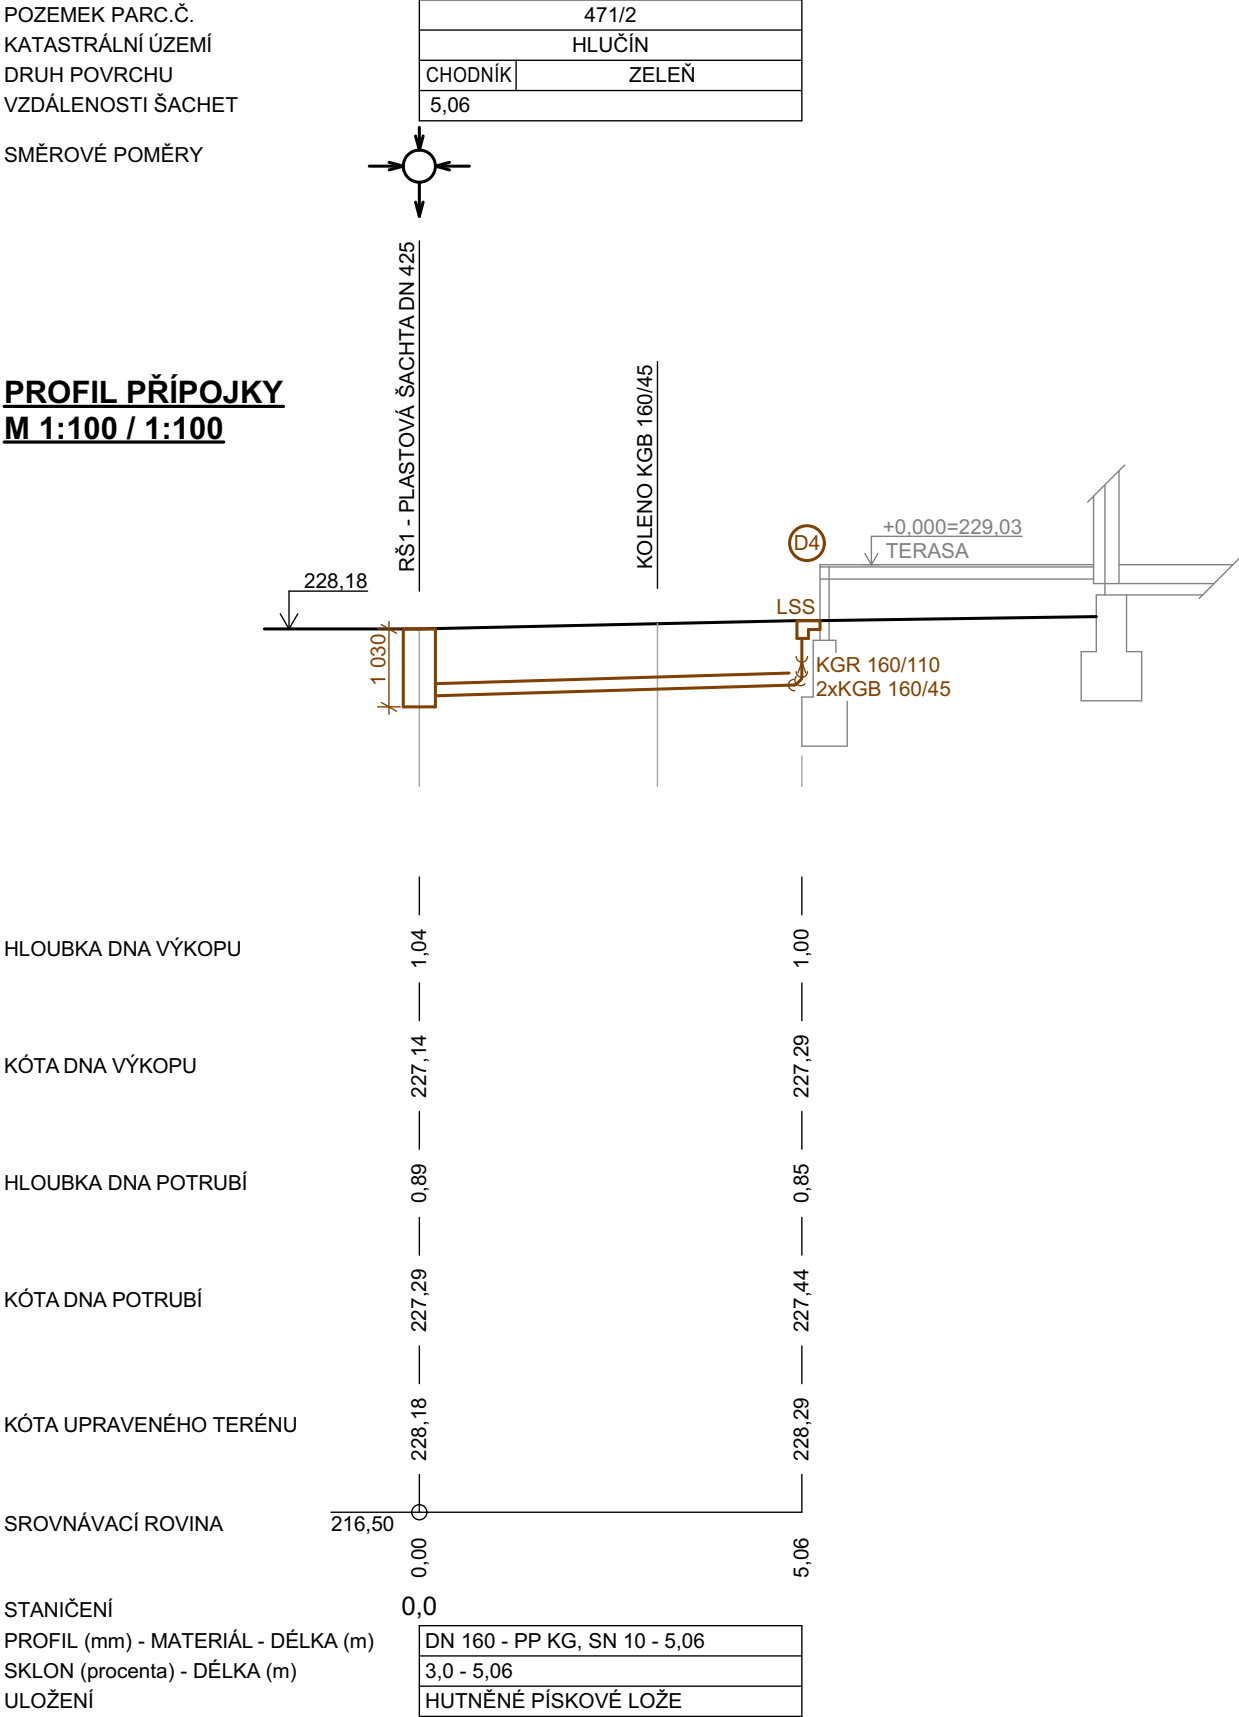 POZEMEK PARC.Č. 471/2
KATASTRÁLNÍ ÚZEMÍ HLUČÍN
DRUH POVRCHU CHODNÍK ZELEŇ
VZDÁLENOSTI ŠACHET 5,06
SMĚROVÉ POMĚRY
RŠ1 - PLASTOVÁ ŠACHTA DN 425
KOLENO KGB 160/45
PROFIL PŘÍPOJKY
M 1:100 / 1:100
D4
+0,000=229,03
TERASA
228,18
LSS
1 030
KGR 160/110
2xKGB 160/45
HLOUBKA DNA VÝKOPU 1,04 1,00
KÓTA DNA VÝKOPU 227,14 227,29
HLOUBKA DNA POTRUBÍ 0,89 0,85
KÓTA DNA POTRUBÍ 227,29 227,44
KÓTA UPRAVENÉHO TERÉNU 228,18 228,29
SROVNÁVACÍ ROVINA 216,50
0,00 5,06
STANIČENÍ 0,0
PROFIL (mm) - MATERIÁL - DÉLKA (m) DN 160 - PP KG, SN 10 - 5,06
SKLON (procenta) - DÉLKA (m) 3,0 - 5,06
ULOŽENÍ HUTNĚNÉ PÍSKOVÉ LOŽE